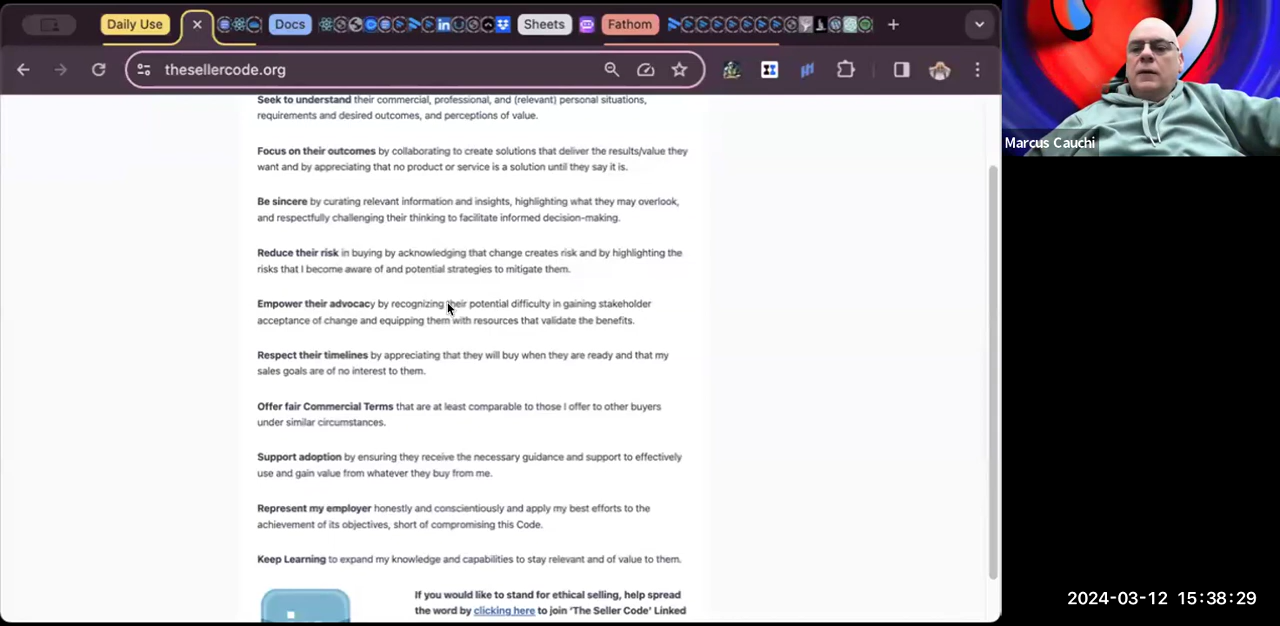 Daily Use
Docs
Sheets
Fathom
thesellercode.org
Marcus Cauchi
Seek to understand their commercial, professional, and (relevant) personal situations,
requirements and desired outcomes, and perceptions of value.
Focus on their outcomes by collaborating to create solutions that deliver the results/value they
want and by appreciating that no product or service is a solution until they say it is.
Be sincere by curating relevant information and insights, highlighting what they may overlook,
and respectfully challenging their thinking to facilitate informed decision-making.
Reduce their risk in buying by acknowledging that change creates risk and by highlighting the
risks that I become aware of and potential strategies to mitigate them.
Empower their advocacy by recognizing their potential difficulty in gaining stakeholder
acceptance of change and equipping them with resources that validate the benefits.
Respect their timelines by appreciating that they will buy when they are ready and that my
sales goals are of no interest to them.
Offer fair Commercial Terms that are at least comparable to those I offer to other buyers
under similar circumstances.
Support adoption by ensuring they receive the necessary guidance and support to effectively
use and gain value from whatever they buy from me.
Represent my employer honestly and conscientiously and apply my best efforts to the
achievement of its objectives, short of compromising this Code.
Keep Learning to expand my knowledge and capabilities to stay relevant and of value to them.
If you would like to stand for ethical selling, help spread
the word by clicking here to join 'The Seller Code' Linked
2024-03-12 15:38:29